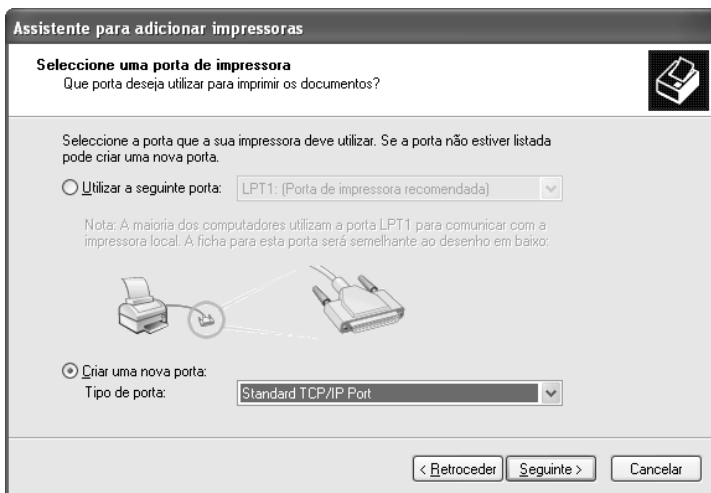 Assistente para adicionar impressoras
Seleccione uma porta de impressora
Que porta deseja utilizar para imprimir os documentos?
Seleccione a porta que a sua impressora deve utilizar. Se a porta não estiver listada
pode criar uma nova porta.
Utilizar a seguinte porta: LPT1: (Porta de impressora recomendada)
Nota: A maioria dos computadores utilizam a porta LPT1 para comunicar com a
impressora local. A ficha para esta porta será semelhante ao desenho em baixo:
Criar uma nova porta:
Tipo de porta: Standard TCP/IP Port
< Retroceder Seguinte > Cancelar